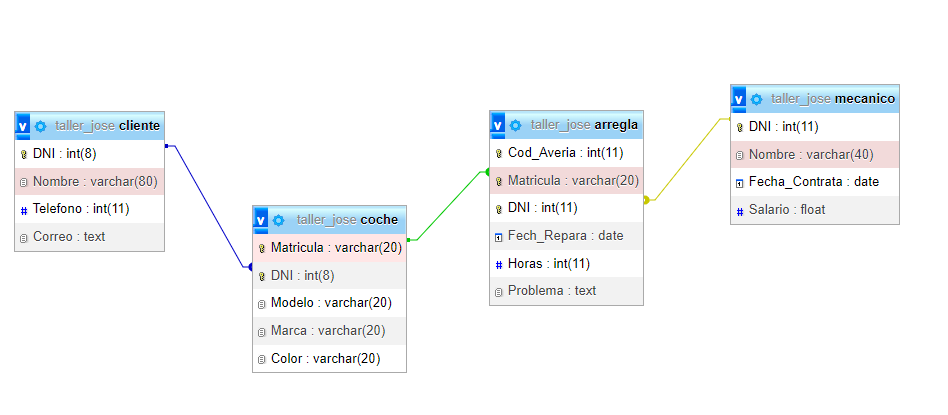 v taller_jose cliente
DNI : int(8)
Nombre : varchar(80)
# Telefono : int(11)
Correo : text
v taller_jose coche
Matricula : varchar(20)
DNI : int(8)
Modelo : varchar(20)
Marca : varchar(20)
Color : varchar(20)
v taller_jose arregla
Cod_Averia : int(11)
Matricula : varchar(20)
DNI : int(11)
Fech_Repara : date
# Horas : int(11)
Problema : text
v taller_jose mecanico
DNI : int(11)
Nombre : varchar(40)
Fecha_Contrata : date
# Salario : float